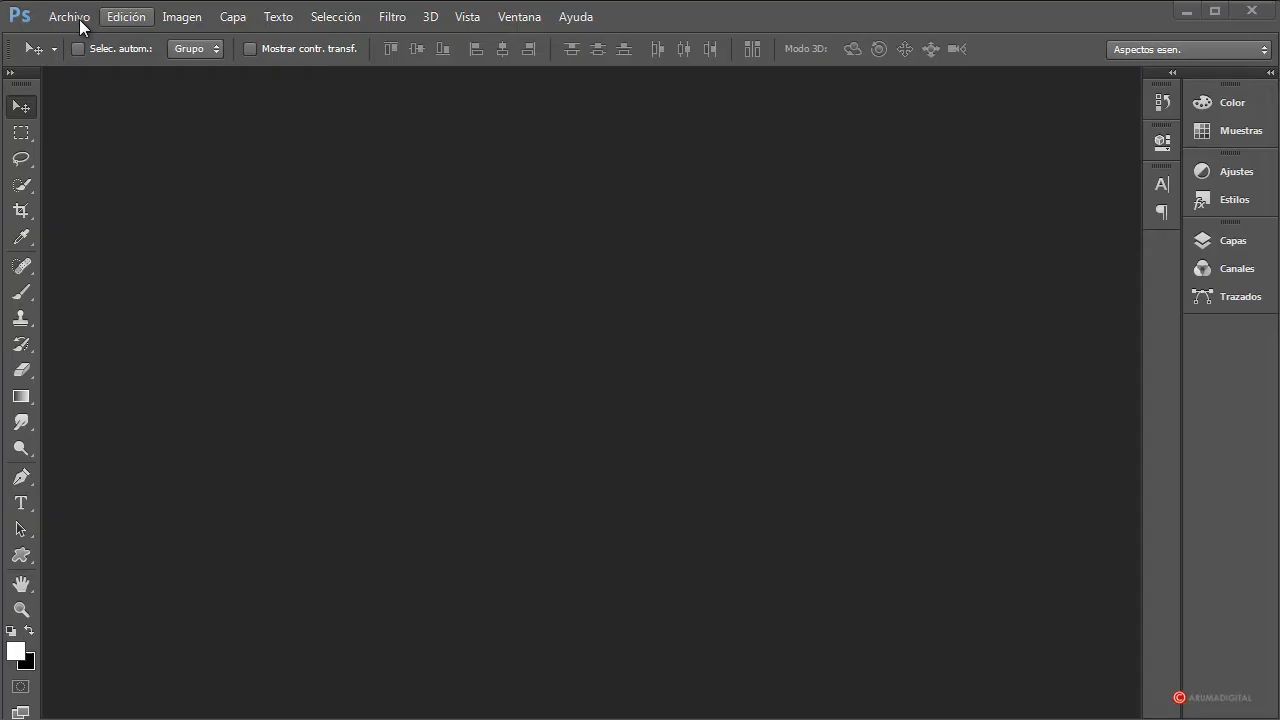 Ps Archivo Edición Imagen Capa Texto Selección Filtro 3D Vista Ventana Ayuda
Selec. autom.: Grupo Mostrar contr. transf. Modo 3D: Aspectos esen.
Color
Muestras
Ajustes
Estilos
Capas
Canales
Trazados
© ARUMADIGITAL